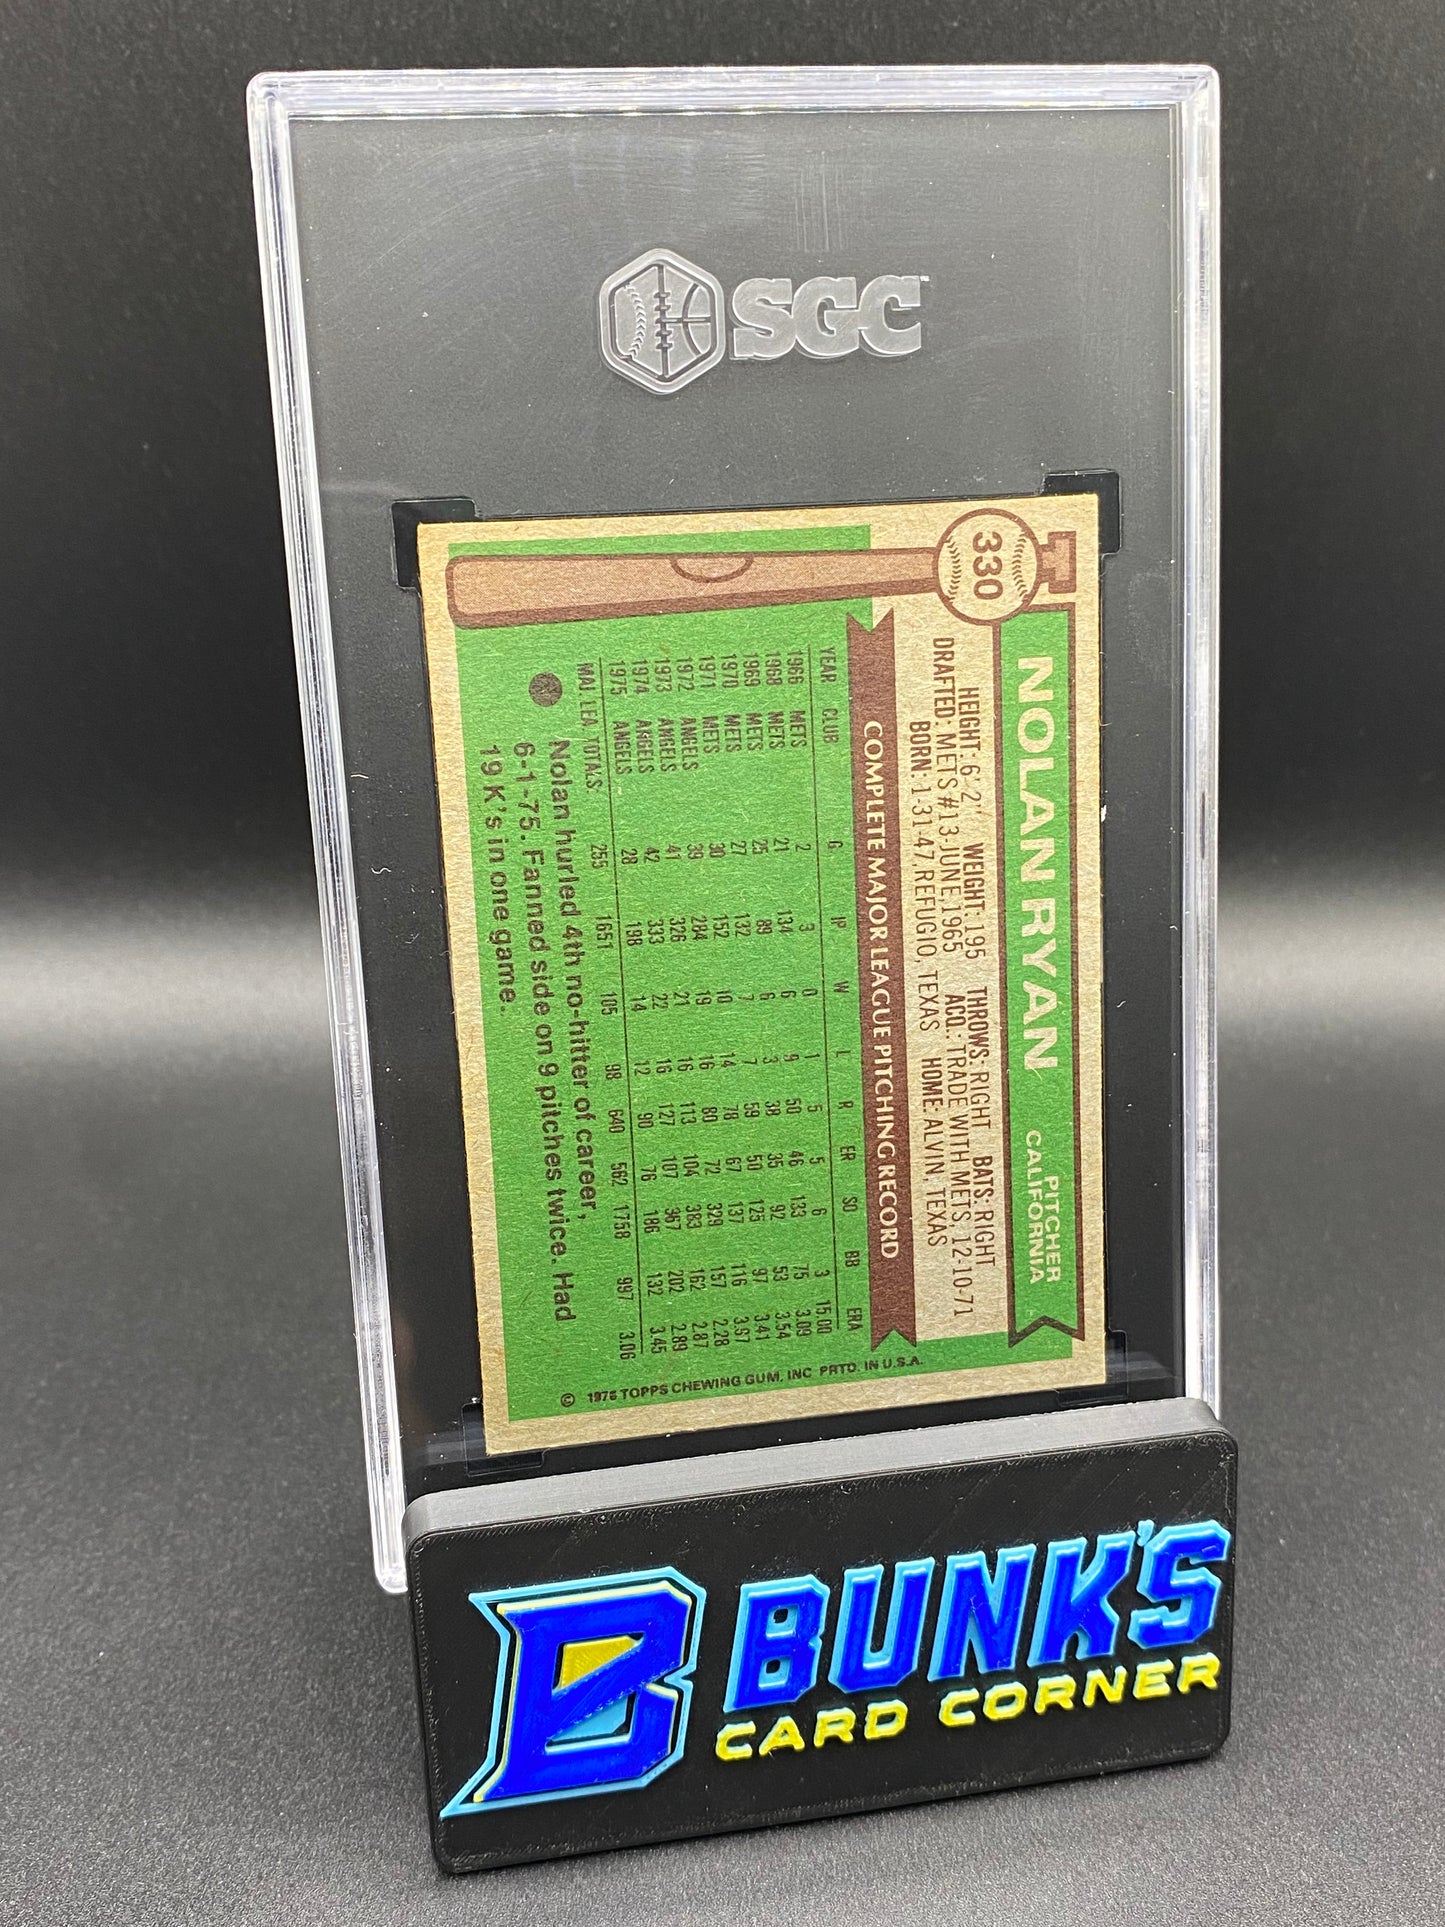 SGC
330
NOLAN RYAN
PITCHER
CALIFORNIA
HEIGHT: 6' 2" WEIGHT: 195 THROWS: RIGHT BATS: RIGHT
DRAFTED: METS #13-JUNE, 1965 ACQ: TRADE WITH METS 12-10-71
BORN: 1-31-47, REFUGIO, TEXAS HOME: ALVIN, TEXAS
COMPLETE MAJOR LEAGUE PITCHING RECORD
YEAR CLUB G IP W L R ER SO BB ERA
1966 METS 2 3 0 1 5 5 6 3 15.00
1968 METS 21 134 6 9 50 46 133 75 3.09
1969 METS 25 89 6 3 38 35 92 53 3.54
1970 METS 27 132 7 11 59 50 125 97 3.41
1971 METS 30 152 10 14 78 67 137 116 3.97
1972 ANGELS 39 284 19 16 80 72 329 157 2.28
1973 ANGELS 41 326 21 16 113 104 383 162 2.87
1974 ANGELS 42 333 22 16 127 107 367 202 2.89
1975 ANGELS 28 198 14 12 90 76 186 132 3.45
MAJ. LEA. TOTALS 255 1651 105 98 640 562 1758 997 3.06
Nolan hurled 4th no-hitter of career,
6-1-75. Fanned side on 9 pitches twice. Had
19 K's in one game.
© 1976 TOPPS CHEWING GUM, INC. PRTD. IN U.S.A.
B BUNK'S
CARD CORNER